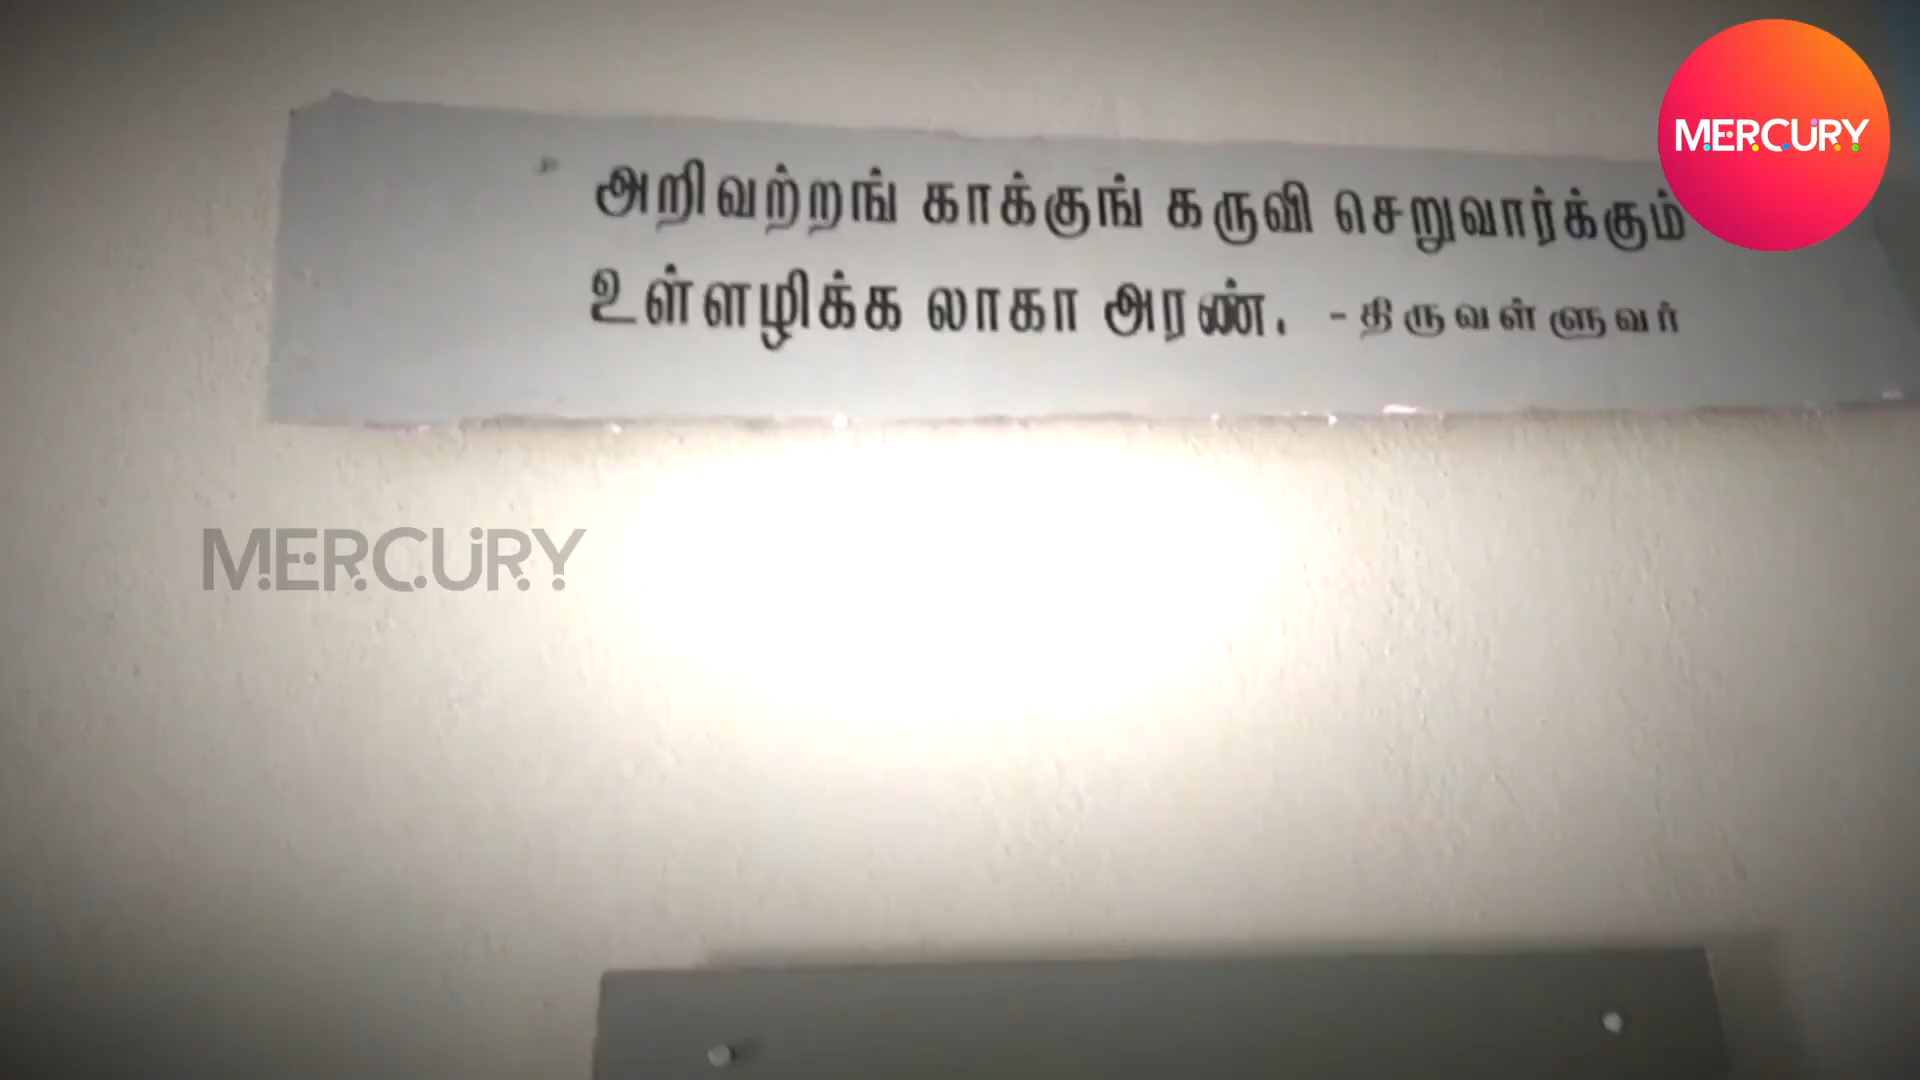 அறிவற்றங் காக்குங் கருவி செறுவார்க்கும்
உள்ளழிக்க லாகா அரண். - திருவள்ளுவர்
MERCURY
MERCURY